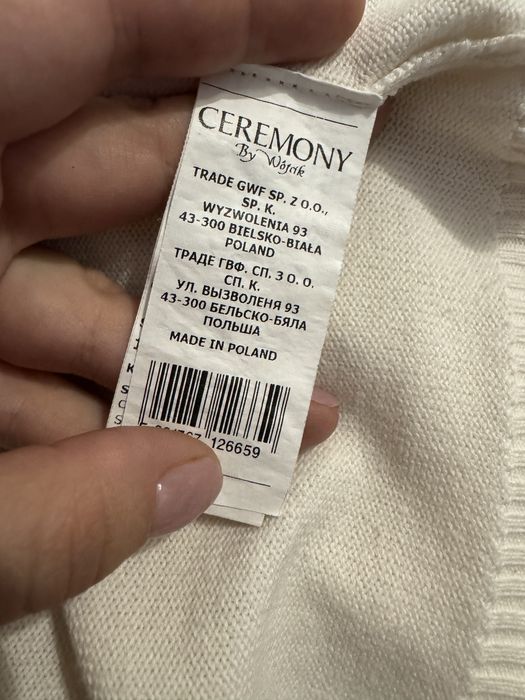 CEREMONY
By Wójcik
TRADE GWF SP. Z O.O.,
SP. K.
WYZWOLENIA 93
43-300 BIELSKO-BIAŁA
POLAND
ТРАДЕ ГВФ. СП. З О. О.
СП. К.
УЛ. ВЫЗВОЛЕНЯ 93
43-300 БЕЛЬСКО-БЯЛА
ПОЛЬША
MADE IN POLAND
126659